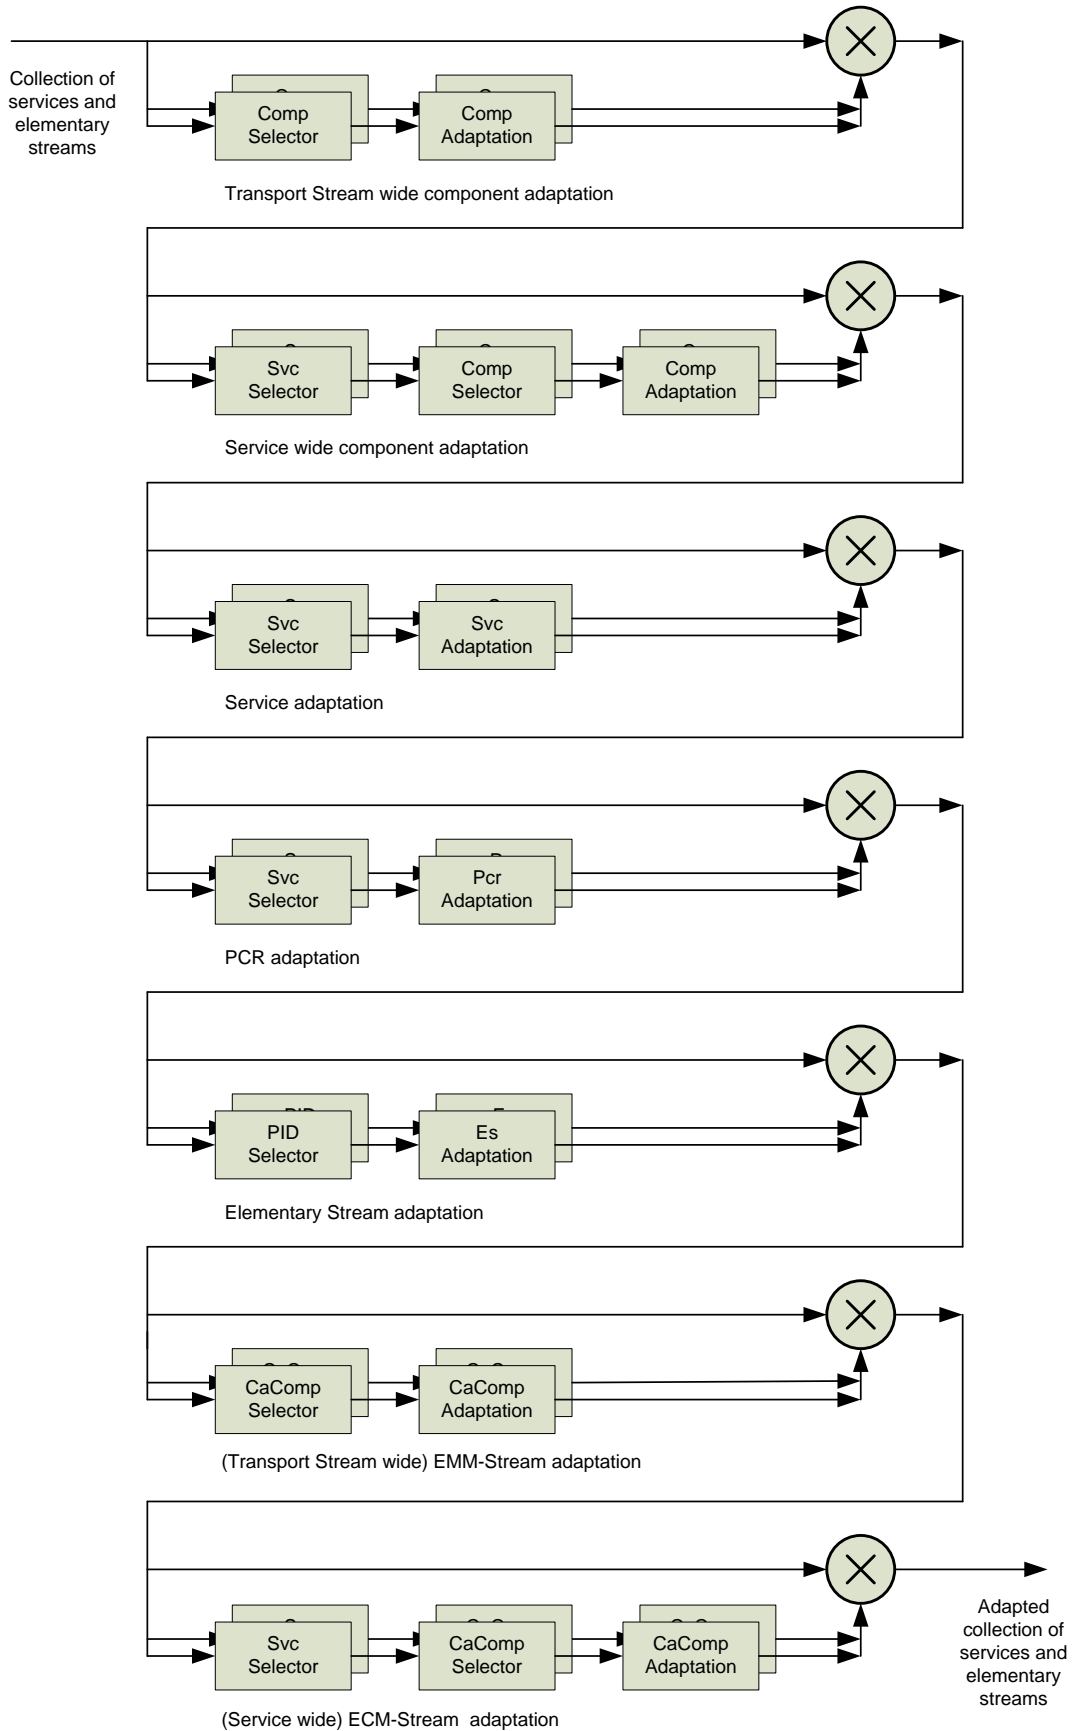 Collection of
services and
elementary
streams
Comp
Selector
Comp
Adaptation
Transport Stream wide component adaptation
Svc
Selector
Comp
Selector
Comp
Adaptation
Service wide component adaptation
Svc
Selector
Svc
Adaptation
Service adaptation
Svc
Selector
Pcr
Adaptation
PCR adaptation
PID
Selector
Es
Adaptation
Elementary Stream adaptation
CaComp
Selector
CaComp
Adaptation
(Transport Stream wide) EMM-Stream adaptation
Svc
Selector
CaComp
Selector
CaComp
Adaptation
(Service wide) ECM-Stream adaptation
Adapted
collection of
services and
elementary
streams